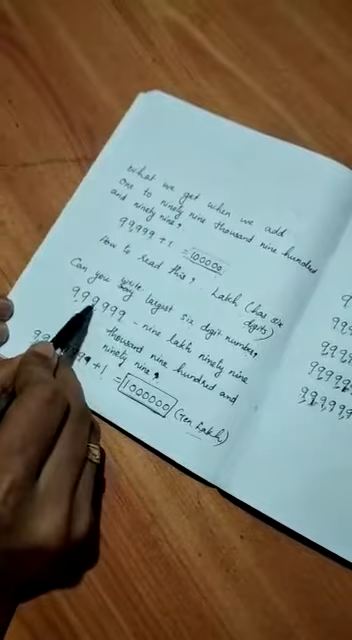 What we get when we add
one to ninety nine thousand nine hundred
and ninety nine?
99,999 + 1 = 100000
How to read this? Lakh (has six
digits)
Can you write largest six digit number?
9,99,999 - nine lakh ninety nine
thousand nine hundred and
ninety nine?
99 + 1 = 1000000 (Ten Lakh)